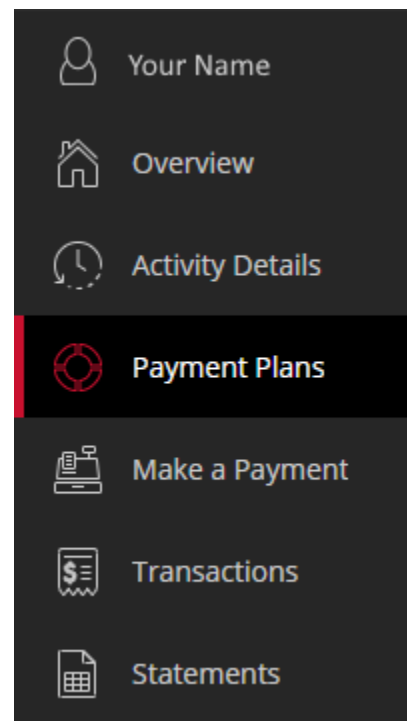 Your Name
Overview
Activity Details
Payment Plans
Make a Payment
$
Transactions
Statements